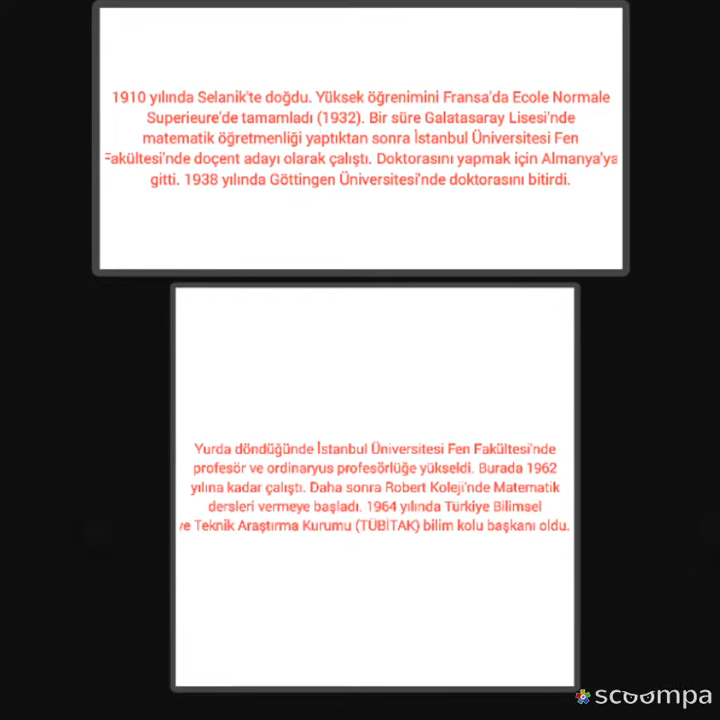 1910 yılında Selanik'te doğdu. Yüksek öğrenimini Fransa'da Ecole Normale
Superieure'de tamamladı (1932). Bir süre Galatasaray Lisesi'nde
matematik öğretmenliği yaptıktan sonra İstanbul Üniversitesi Fen
Fakültesi'nde doçent adayı olarak çalıştı. Doktorasını yapmak için Almanya'ya
gitti. 1938 yılında Göttingen Üniversitesi'nde doktorasını bitirdi.
Yurda döndüğünde İstanbul Üniversitesi Fen Fakültesi'nde
profesör ve ordinaryus profesörlüğe yükseldi. Burada 1962
yılına kadar çalıştı. Daha sonra Robert Koleji'nde Matematik
dersleri vermeye başladı. 1964 yılında Türkiye Bilimsel
ve Teknik Araştırma Kurumu (TÜBİTAK) bilim kolu başkanı oldu.
scoompa